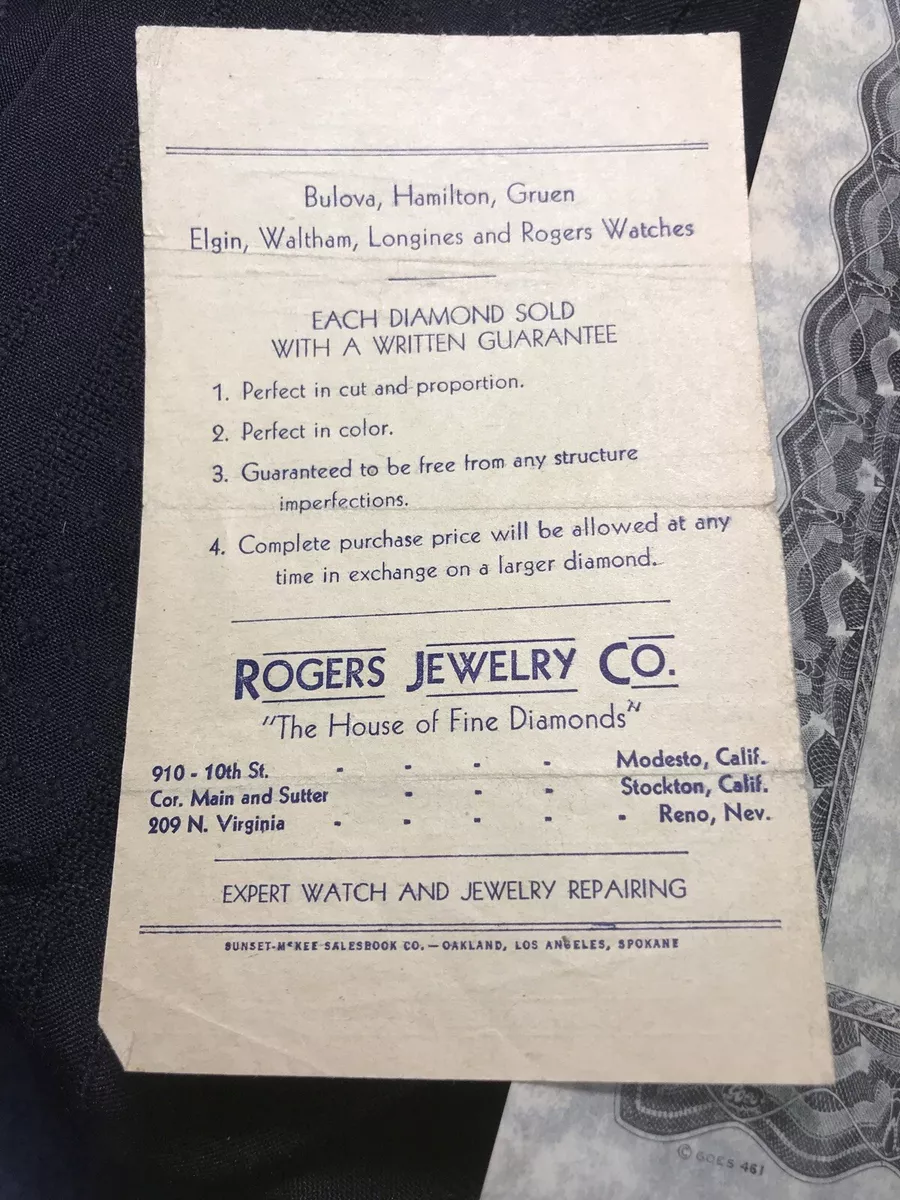 Bulova, Hamilton, Gruen
Elgin, Waltham, Longines and Rogers Watches
EACH DIAMOND SOLD
WITH A WRITTEN GUARANTEE
1. Perfect in cut and proportion.
2. Perfect in color.
3. Guaranteed to be free from any structure
imperfections.
4. Complete purchase price will be allowed at any
time in exchange on a larger diamond.
ROGERS JEWELRY CO.
"The House of Fine Diamonds"
910 - 10th St. - - - - Modesto, Calif.
Cor. Main and Sutter - - - Stockton, Calif.
209 N. Virginia - - - - - Reno, Nev.
EXPERT WATCH AND JEWELRY REPAIRING
SUNSET-McKEE SALESBOOK CO. — OAKLAND, LOS ANGELES, SPOKANE
© GOES 461